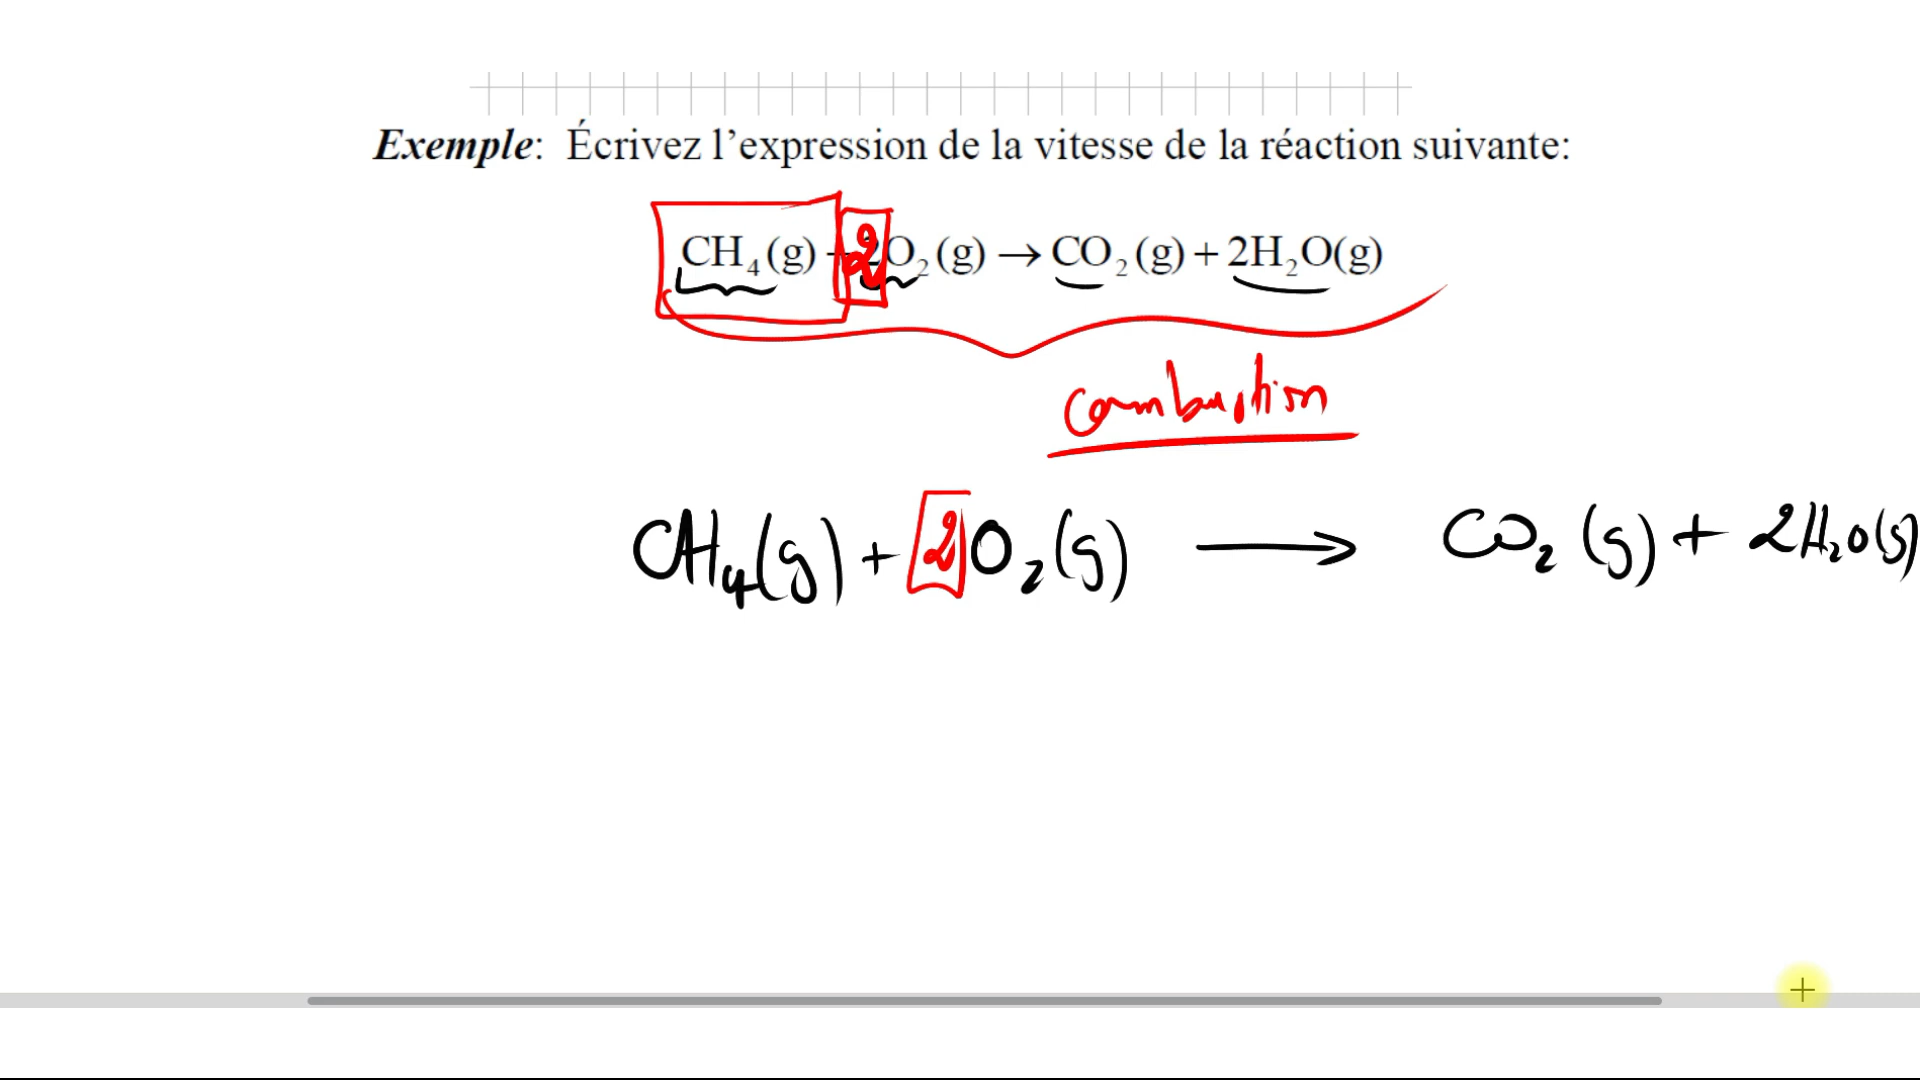 Exemple: Écrivez l’expression de la vitesse de la réaction suivante:
CH₄(g) + 2O₂(g) → CO₂(g) + 2H₂O(g)
combustion
CH₄(g) + 2O₂(g) → CO₂(g) + 2H₂O(g)